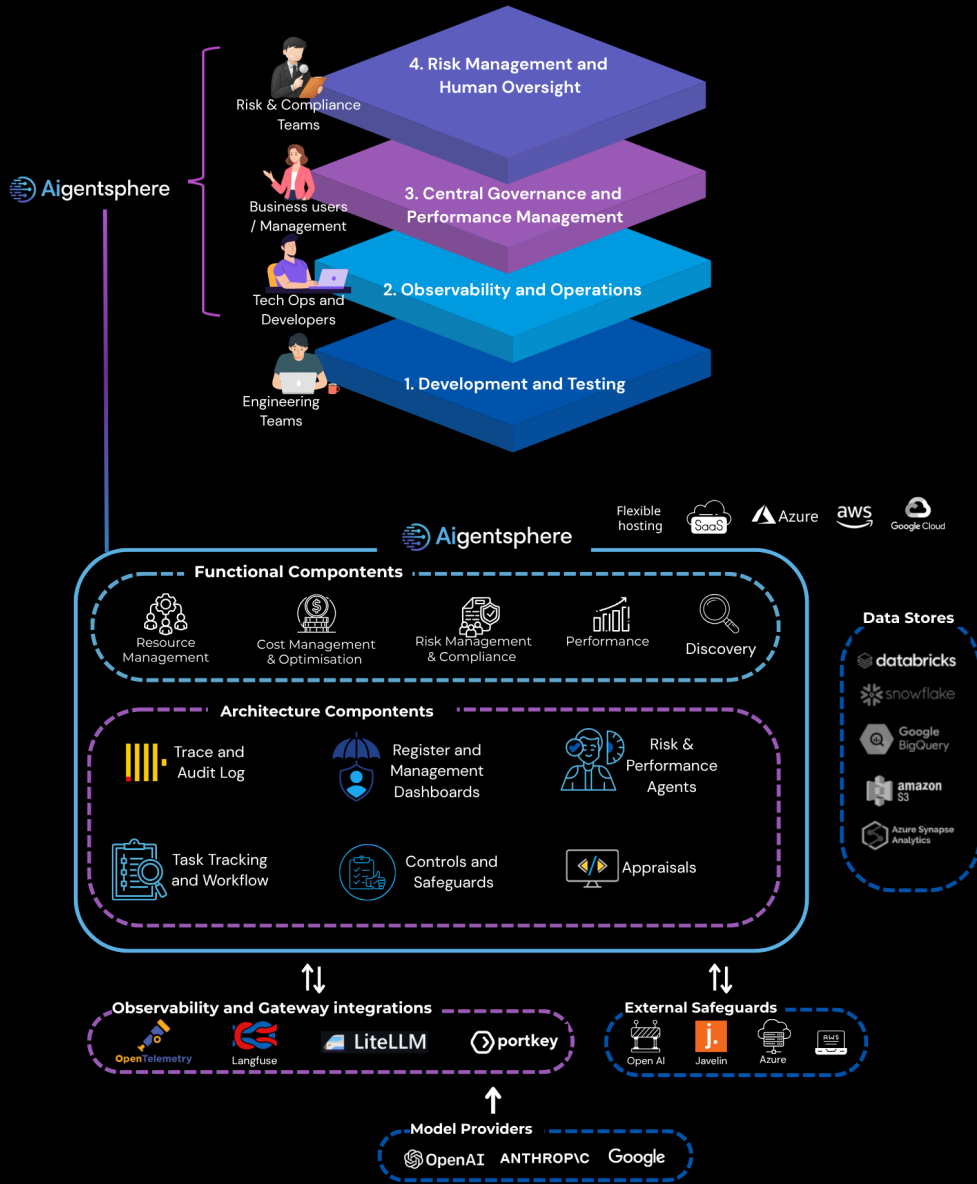 4. Risk Management and
Human Oversight
Risk & Compliance
Teams
Aigentsphere
3. Central Governance and
Performance Management
Business users
/ Management
2. Observability and Operations
Tech Ops and
Developers
1. Development and Testing
Engineering
Teams
Aigentsphere
Flexible
hosting
SaaS
Azure
aws
Google Cloud
Functional Compontents
Resource
Management
Cost Management
& Optimisation
Risk Management
& Compliance
Performance
Discovery
Architecture Compontents
Trace and
Audit Log
Register and
Management
Dashboards
Risk &
Performance
Agents
Task Tracking
and Workflow
Controls and
Safeguards
Appraisals
Data Stores
databricks
snowflake
Google
BigQuery
amazon
S3
Azure Synapse
Analytics
Observability and Gateway integrations
OpenTelemetry
Langfuse
LiteLLM
portkey
External Safeguards
Open AI
j.
Javelin
Azure
AWS
Model Providers
OpenAI
ANTHROP\C
Google